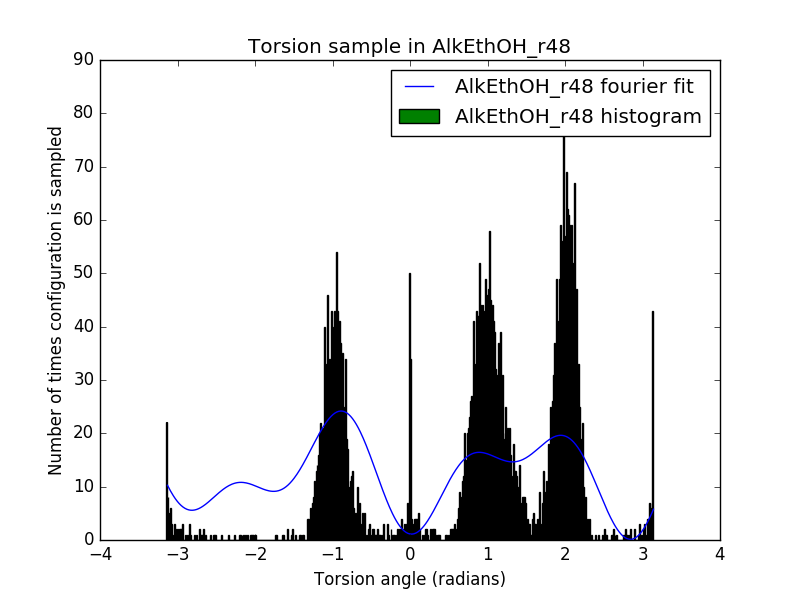 Torsion sample in AlkEthOH_r48
AlkEthOH_r48 fourier fit
AlkEthOH_r48 histogram
Number of times configuration is sampled
90
80
70
60
50
40
30
20
10
0
−4 −3 −2 −1 0 1 2 3 4
Torsion angle (radians)